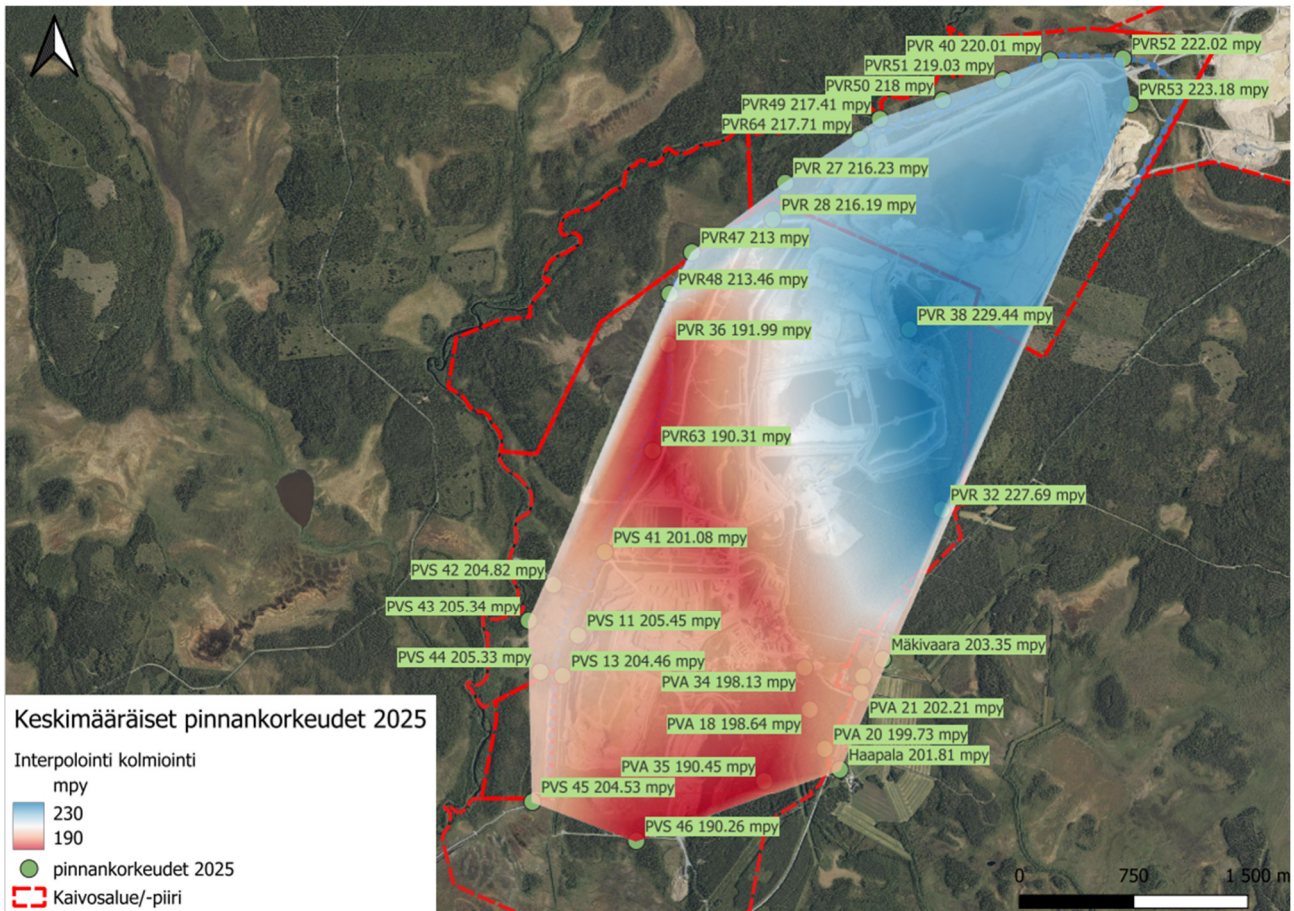 PVR 40 220.01 mpy
PVR52 222.02 mpy
PVR51 219.03 mpy
PVR50 218 mpy
PVR53 223.18 mpy
PVR49 217.41 mpy
PVR64 217.71 mpy
PVR 27 216.23 mpy
PVR 28 216.19 mpy
PVR47 213 mpy
PVR48 213.46 mpy
PVR 38 229.44 mpy
PVR 36 191.99 mpy
PVR63 190.31 mpy
PVR 32 227.69 mpy
PVS 41 201.08 mpy
PVS 42 204.82 mpy
PVS 43 205.34 mpy
PVS 11 205.45 mpy
Mäkivaara 203.35 mpy
PVS 44 205.33 mpy
PVS 13 204.46 mpy
PVA 34 198.13 mpy
PVA 21 202.21 mpy
PVA 18 198.64 mpy
PVA 20 199.73 mpy
Haapala 201.81 mpy
PVA 35 190.45 mpy
PVS 45 204.53 mpy
PVS 46 190.26 mpy
Keskimääräiset pinnankorkeudet 2025
Interpolointi kolmiointi
mpy
230
190
pinnankorkeudet 2025
Kaivosalue/-piiri
0 750 1 500 m